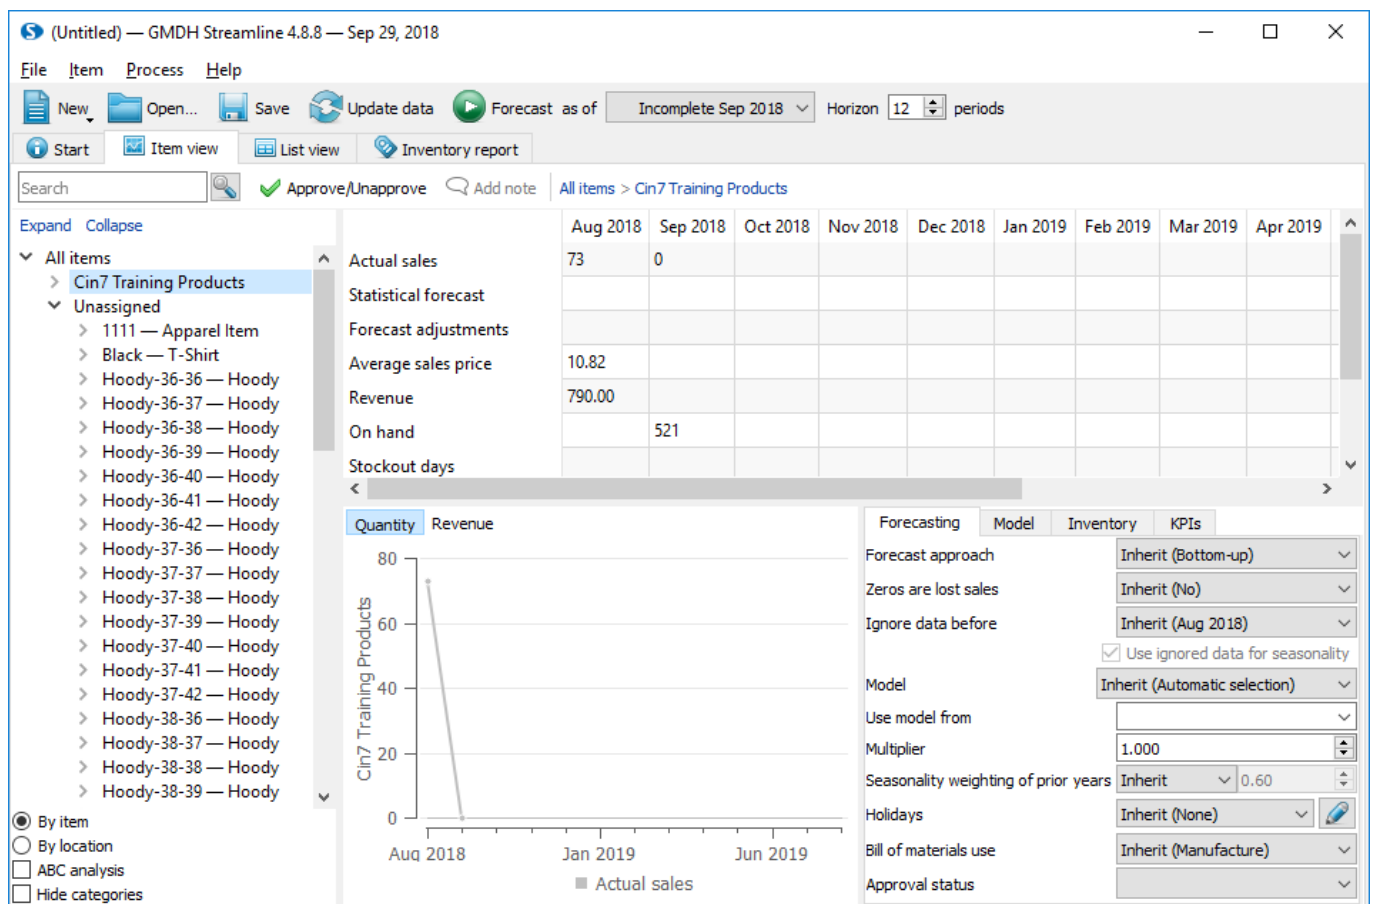 (Untitled) — GMDH Streamline 4.8.8 — Sep 29, 2018
File Item Process Help
New Open... Save Update data Forecast as of Incomplete Sep 2018 Horizon 12 periods
Start Item view List view Inventory report
Search Approve/Unapprove Add note All items > Cin7 Training Products
Expand Collapse
All items
Cin7 Training Products
Unassigned
1111 — Apparel Item
Black — T-Shirt
Hoody-36-36 — Hoody
Hoody-36-37 — Hoody
Hoody-36-38 — Hoody
Hoody-36-39 — Hoody
Hoody-36-40 — Hoody
Hoody-36-41 — Hoody
Hoody-36-42 — Hoody
Hoody-37-36 — Hoody
Hoody-37-37 — Hoody
Hoody-37-38 — Hoody
Hoody-37-39 — Hoody
Hoody-37-40 — Hoody
Hoody-37-41 — Hoody
Hoody-37-42 — Hoody
Hoody-38-36 — Hoody
Hoody-38-37 — Hoody
Hoody-38-38 — Hoody
Hoody-38-39 — Hoody
By item
By location
ABC analysis
Hide categories
Aug 2018 Sep 2018 Oct 2018 Nov 2018 Dec 2018 Jan 2019 Feb 2019 Mar 2019 Apr 2019
Actual sales 73 0
Statistical forecast
Forecast adjustments
Average sales price 10.82
Revenue 790.00
On hand 521
Stockout days
Quantity Revenue
80
60
40
20
0
Cin7 Training Products
Aug 2018 Jan 2019 Jun 2019
Actual sales
Forecasting Model Inventory KPIs
Forecast approach Inherit (Bottom-up)
Zeros are lost sales Inherit (No)
Ignore data before Inherit (Aug 2018)
Use ignored data for seasonality
Model Inherit (Automatic selection)
Use model from
Multiplier 1.000
Seasonality weighting of prior years Inherit 0.60
Holidays Inherit (None)
Bill of materials use Inherit (Manufacture)
Approval status